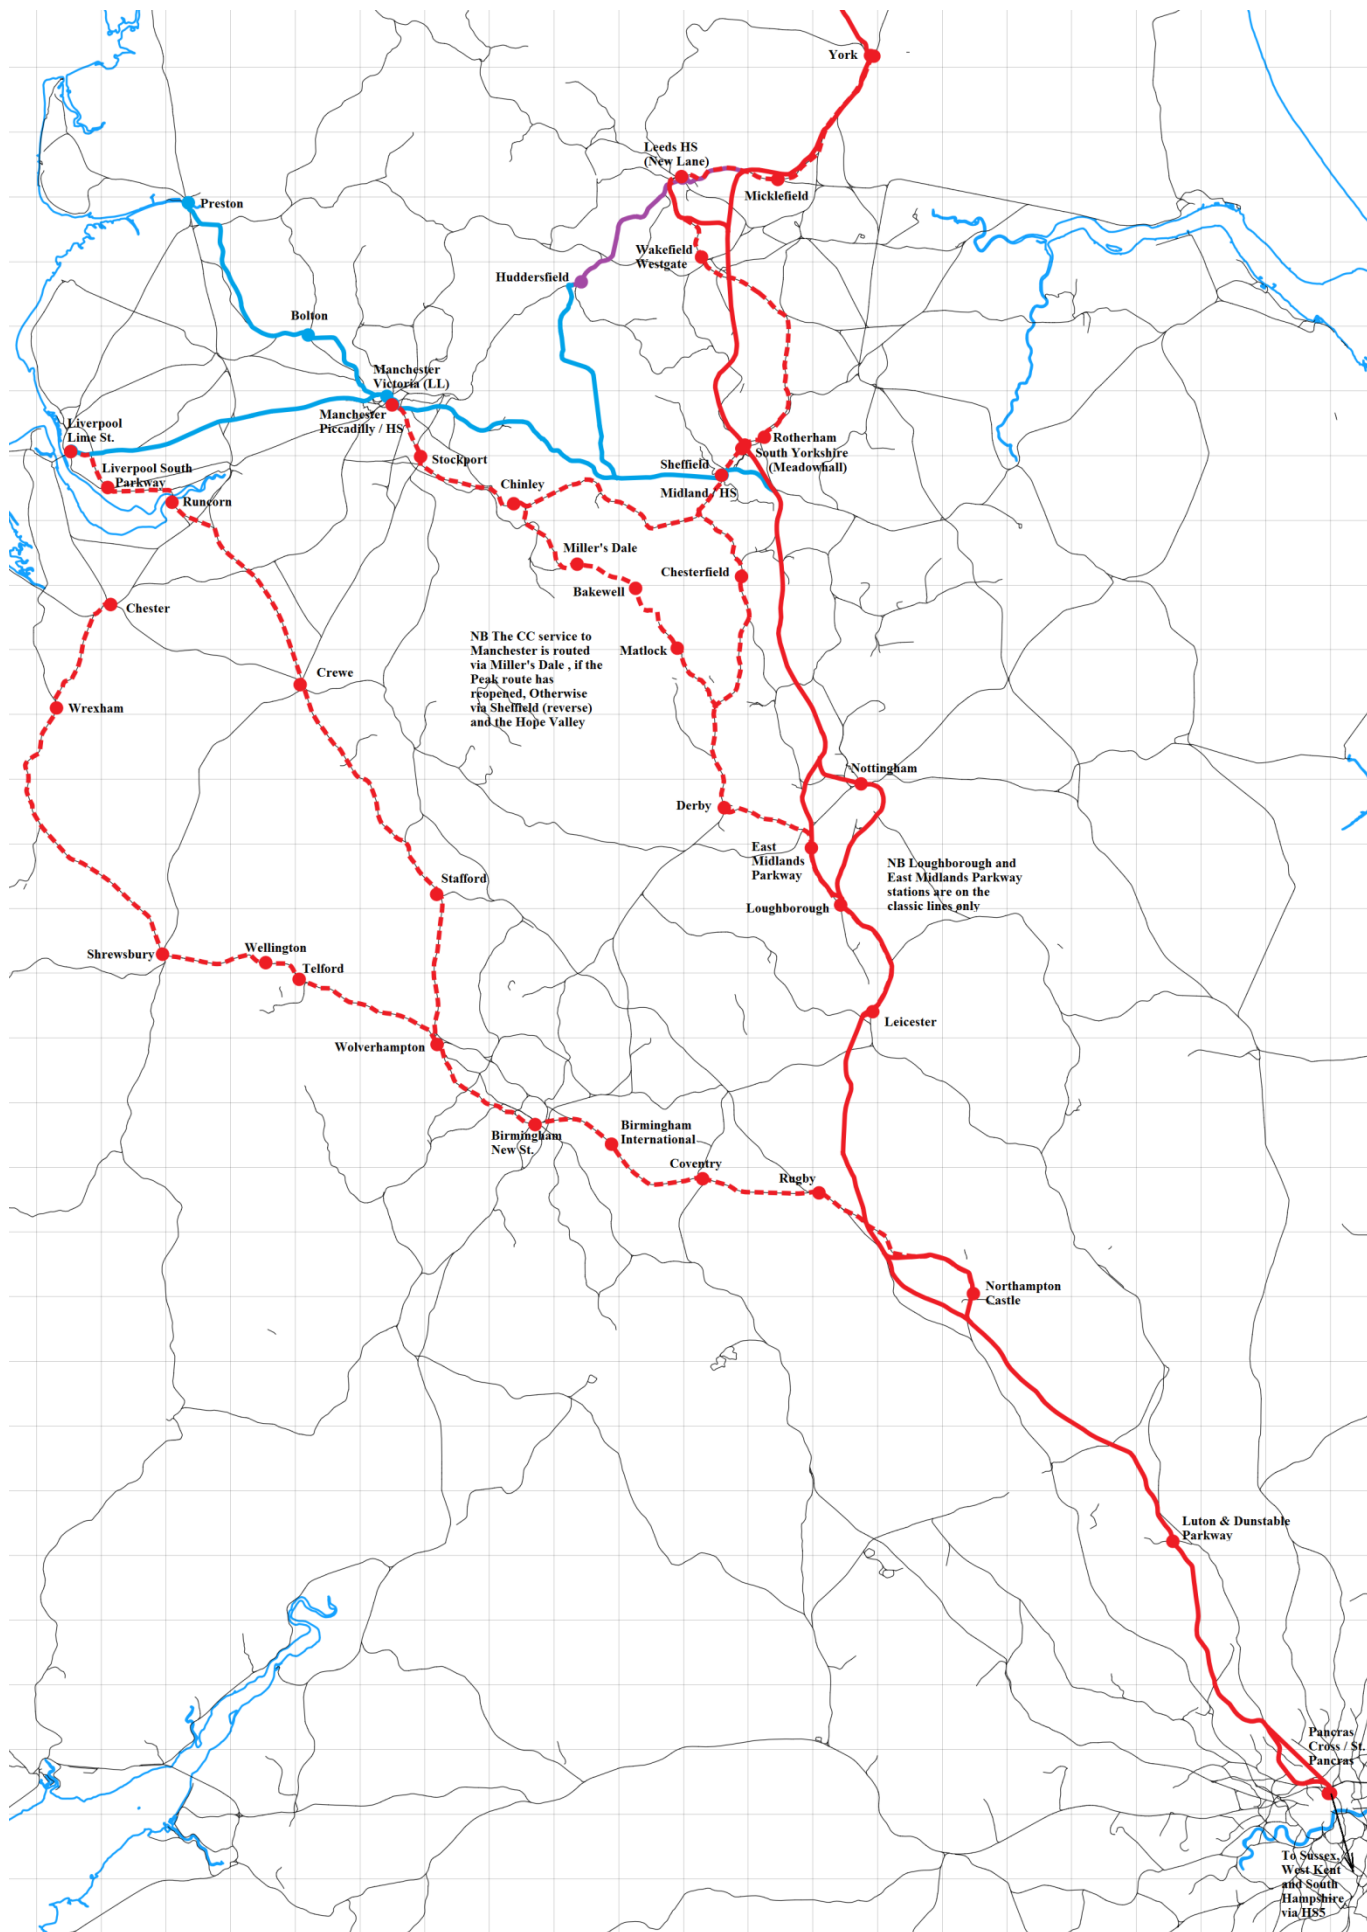 York
Leeds HS
(New Lane)
Micklefield
Preston
Wakefield
Westgate
Huddersfield
Bolton
Manchester
Victoria (LL)
Manchester
Piccadilly / HS
Liverpool
Lime St.
Rotherham
South Yorkshire
(Meadowhall)
Stockport
Sheffield
Midland / HS
Liverpool South
Parkway
Chinley
Runcorn
Miller's Dale
Chesterfield
Bakewell
Chester
NB The CC service to
Manchester is routed
via Miller's Dale , if the
Peak route has
reopened, Otherwise
via Sheffield (reverse)
and the Hope Valley
Matlock
Crewe
Wrexham
Nottingham
Derby
East
Midlands
Parkway
NB Loughborough and
East Midlands Parkway
stations are on the
classic lines only
Stafford
Loughborough
Shrewsbury
Wellington
Telford
Leicester
Wolverhampton
Birmingham
New St.
Birmingham
International
Coventry
Rugby
Northampton
Castle
Luton & Dunstable
Parkway
Pancras
Cross / St.
Pancras
To Sussex,
West Kent
and South
Hampshire
via HS5